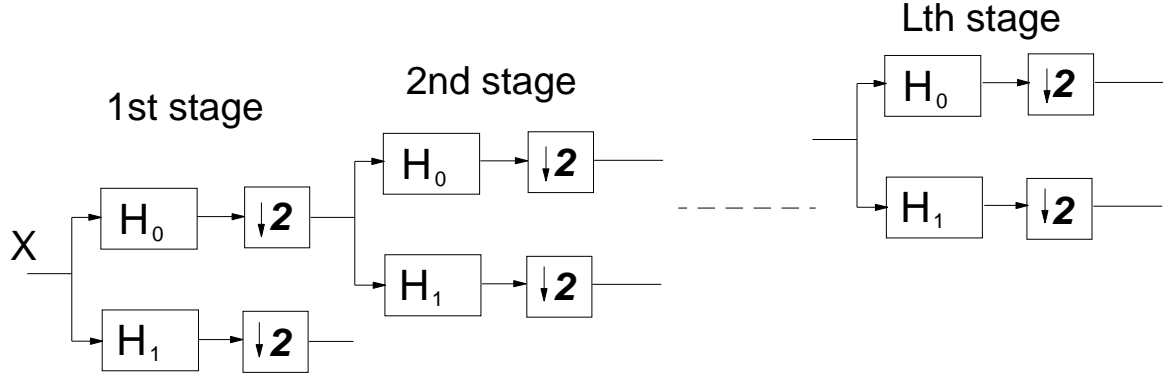 Lth stage
H0 ↓2
2nd stage
1st stage
H0 ↓2
H1 ↓2
H0 ↓2
X
H1 ↓2
H1 ↓2